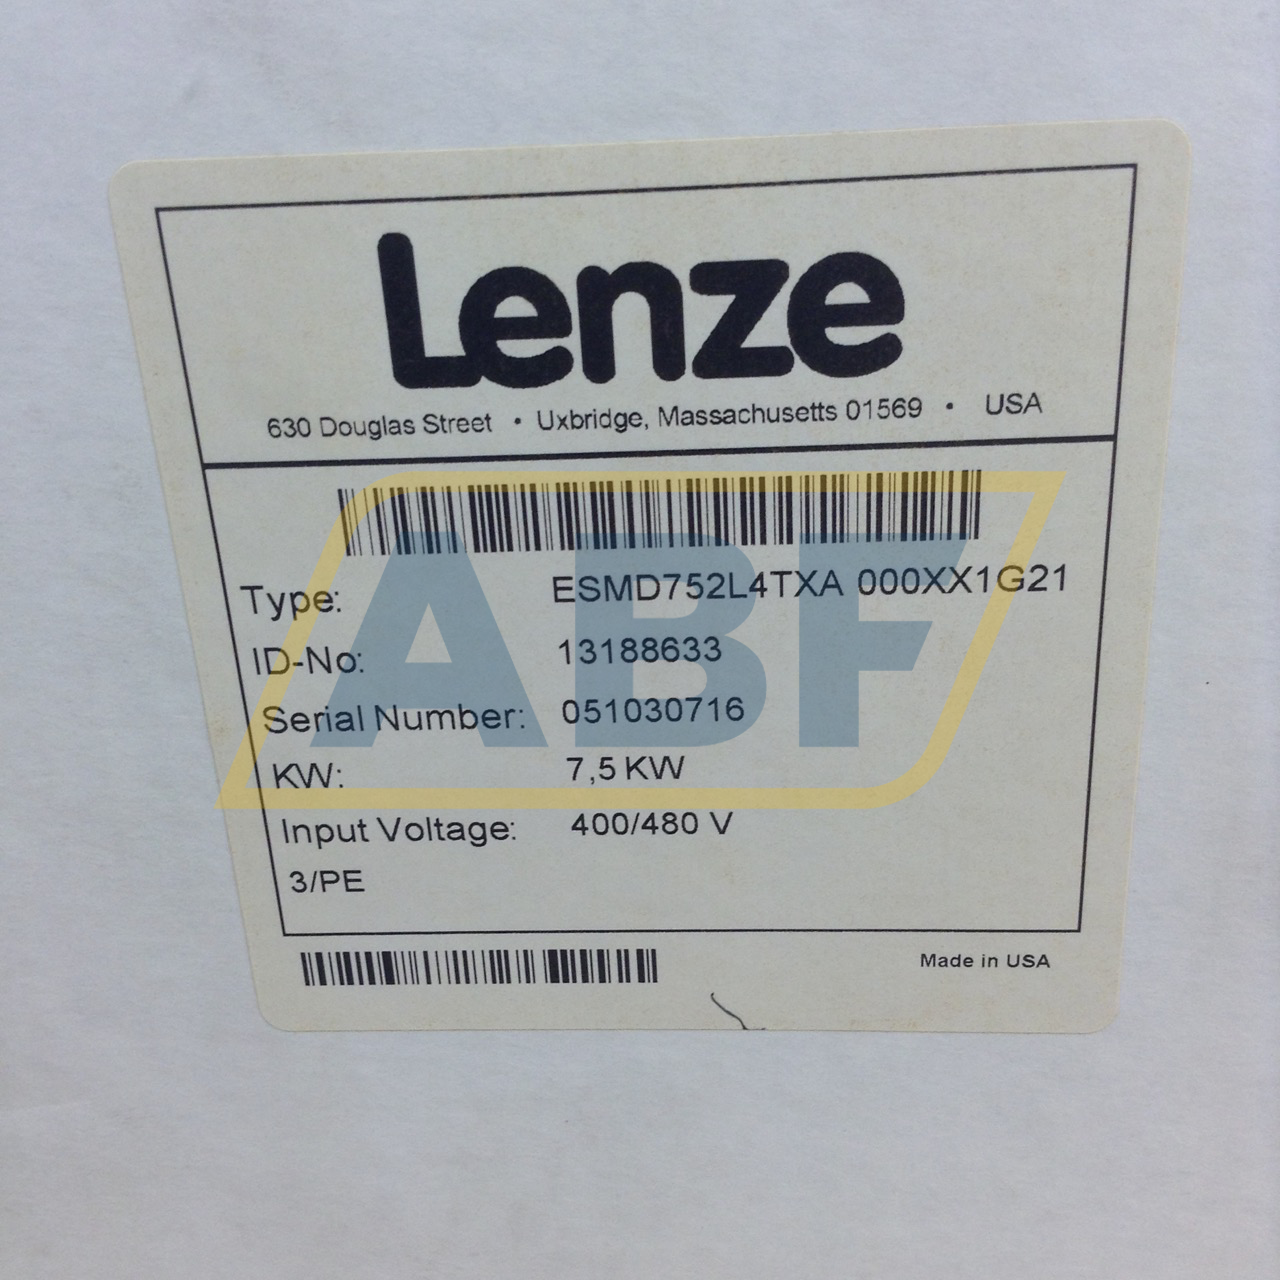 Lenze
630 Douglas Street • Uxbridge, Massachusetts 01569 • USA
Type: ESMD752L4TXA 000XX1G21
ID-No: 13188633
Serial Number: 051030716
KW: 7,5 KW
Input Voltage: 400/480 V
3/PE
Made in USA
ABF